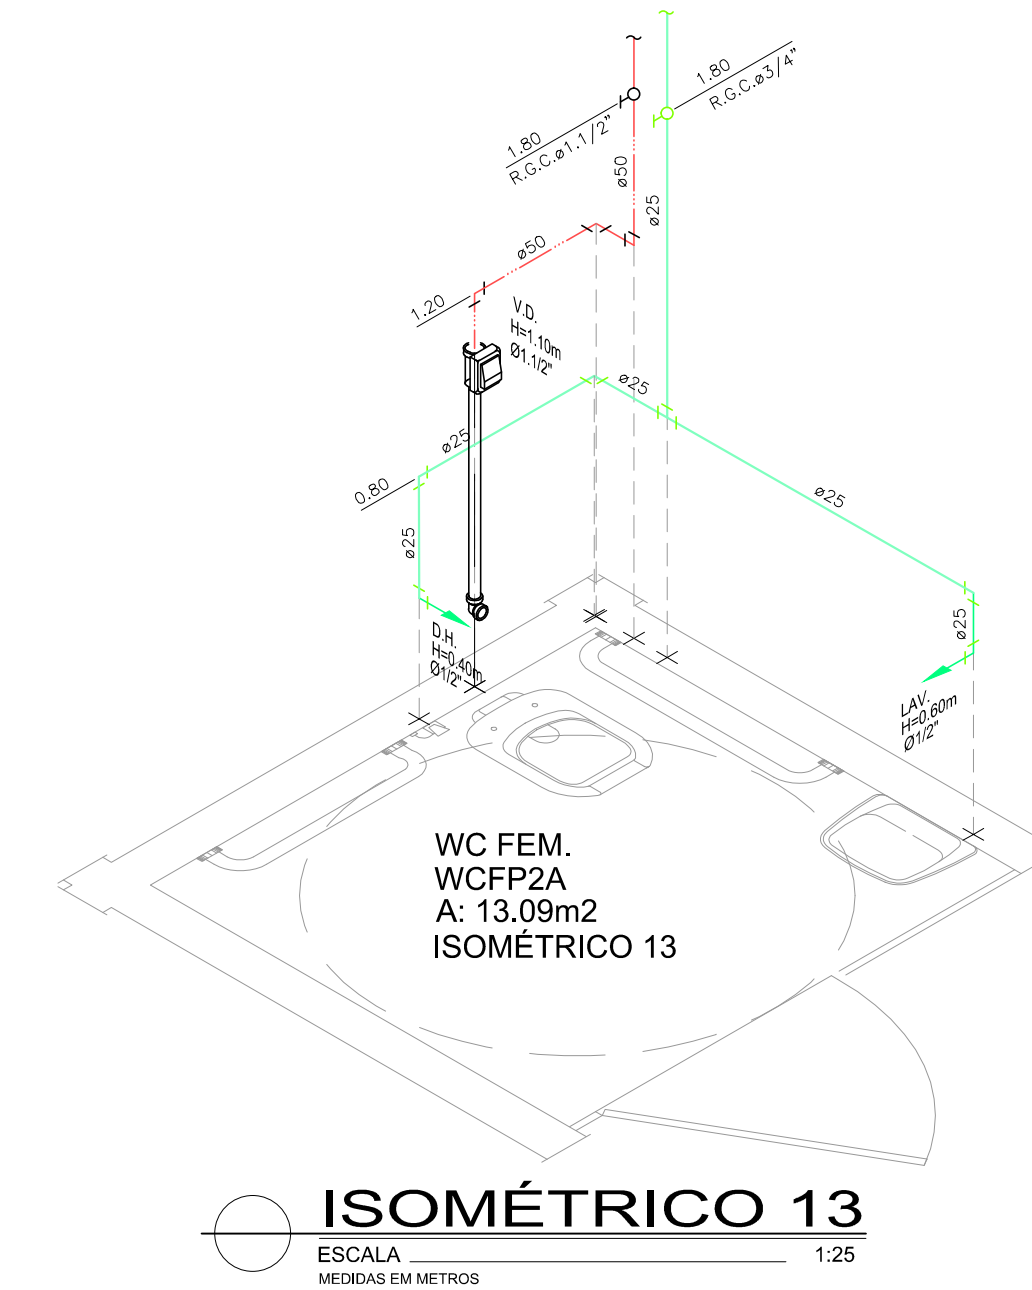 1.80
R.G.C.ø3/4"
1.80
R.G.C.ø1.1/2"
ø50
ø25
ø50
1.20
V.D.
H=1.10m
Ø1.1/2"
ø25
ø25
0.80
ø25
ø25
ø25
D.H.
H=0.40m
Ø1/2"
LAV.
H=0.60m
Ø1/2"
WC FEM.
WCFP2A
A: 13.09m2
ISOMÉTRICO 13
ISOMÉTRICO 13
ESCALA 1:25
MEDIDAS EM METROS